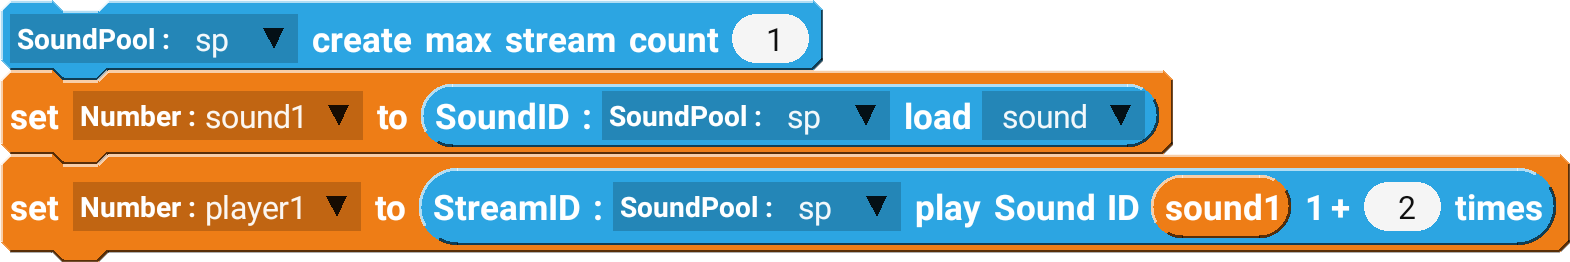 SoundPool : sp create max stream count 1
set Number : sound1 to SoundID : SoundPool : sp load sound
set Number : player1 to StreamID : SoundPool : sp play Sound ID sound1 1 + 2 times